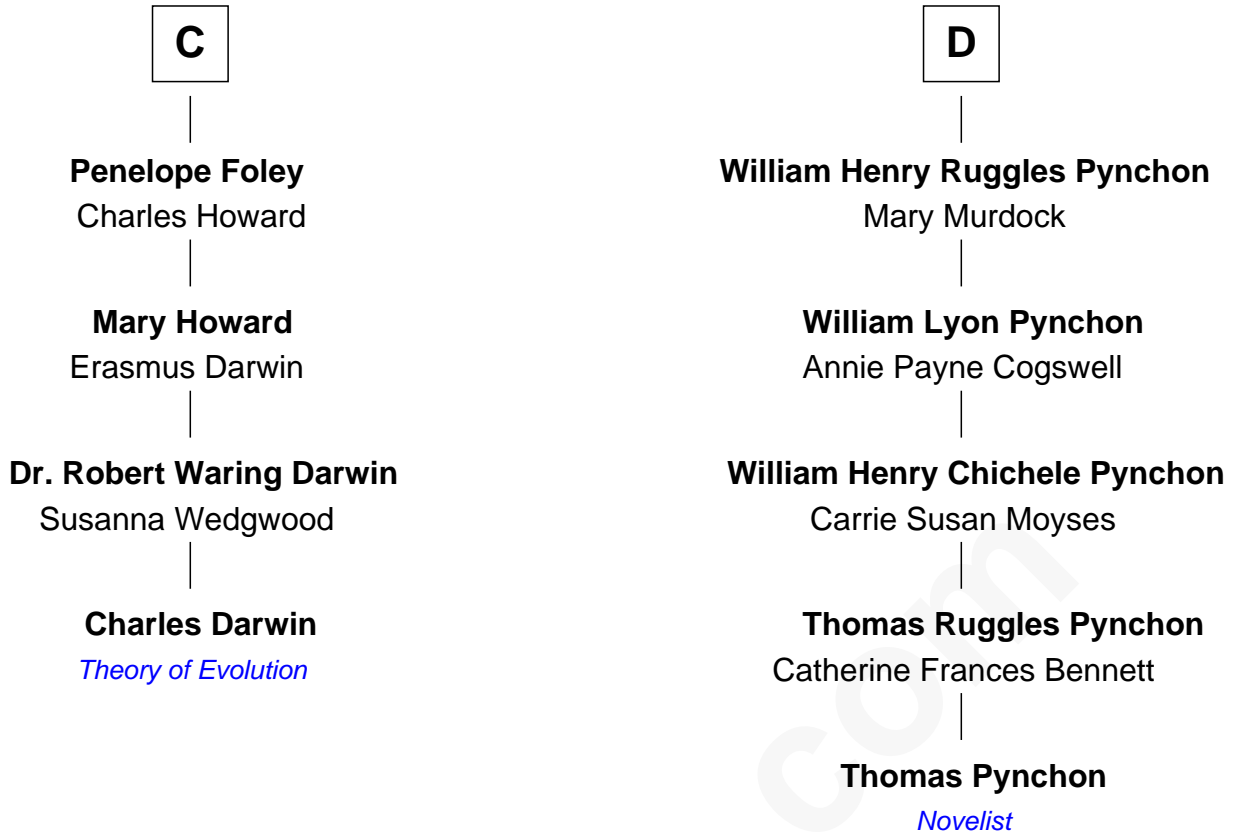 C
Penelope Foley
Charles Howard
Mary Howard
Erasmus Darwin
Dr. Robert Waring Darwin
Susanna Wedgwood
Charles Darwin
Theory of Evolution
D
William Henry Ruggles Pynchon
Mary Murdock
William Lyon Pynchon
Annie Payne Cogswell
William Henry Chichele Pynchon
Carrie Susan Moyses
Thomas Ruggles Pynchon
Catherine Frances Bennett
Thomas Pynchon
Novelist
com